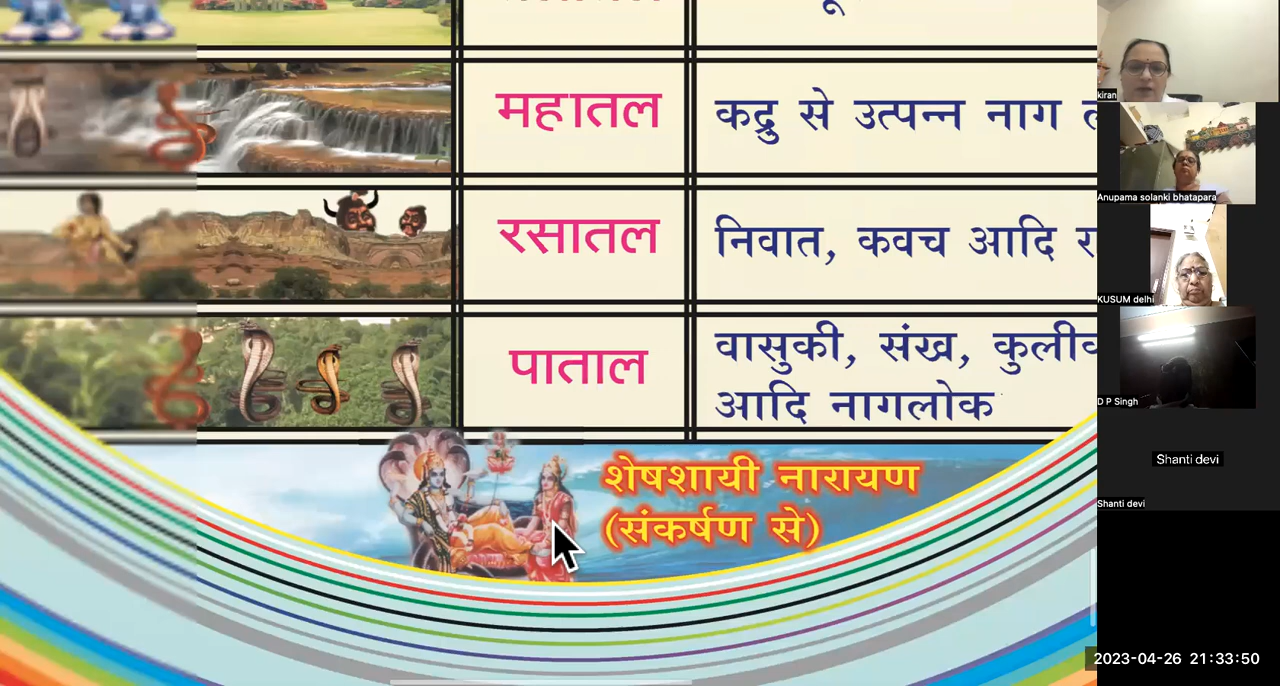 महातल
कद्रु से उत्पन्न नाग
रसातल
निवात, कवच आदि
पाताल
वासुकी, संख,
आदि नागलोक
शेषशायी नारायण
(संकर्षण से)
kiran
Anupama solanki bhatapara
KUSUM delhi
D P Singh
Shanti devi
Shanti devi
2023-04-26 21:33:50